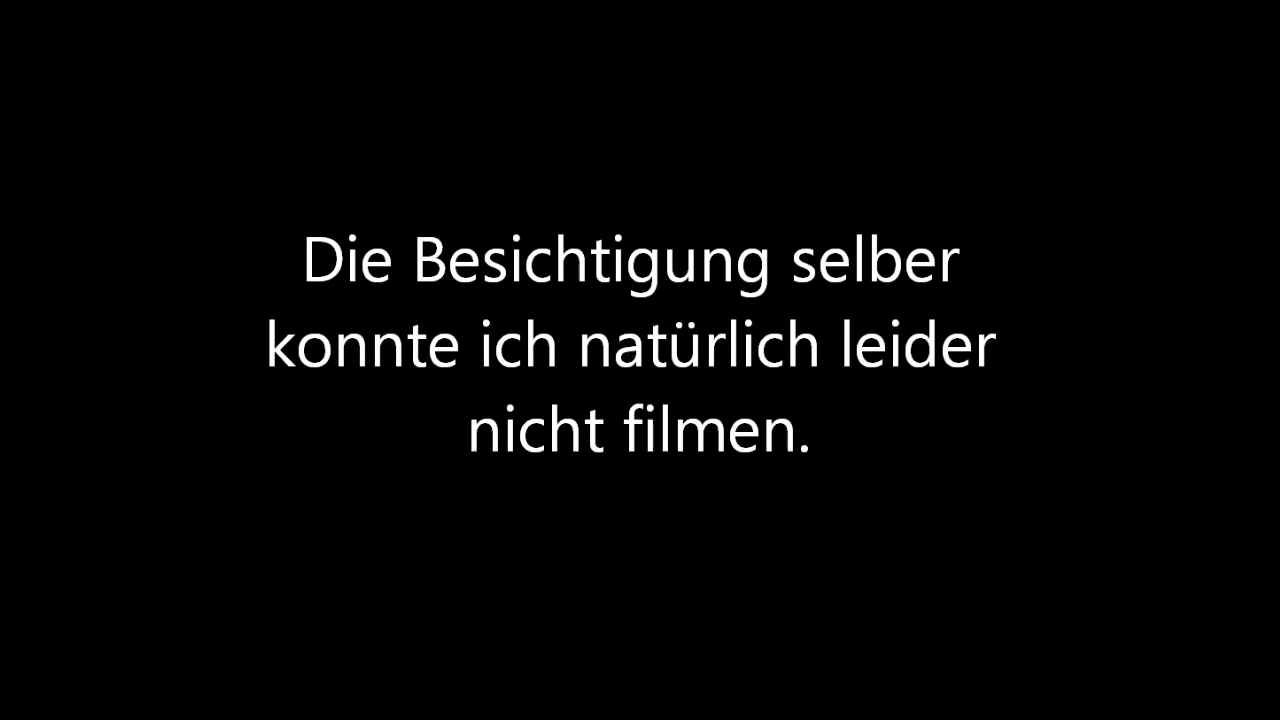 Die Besichtigung selber
konnte ich natürlich leider
nicht filmen.